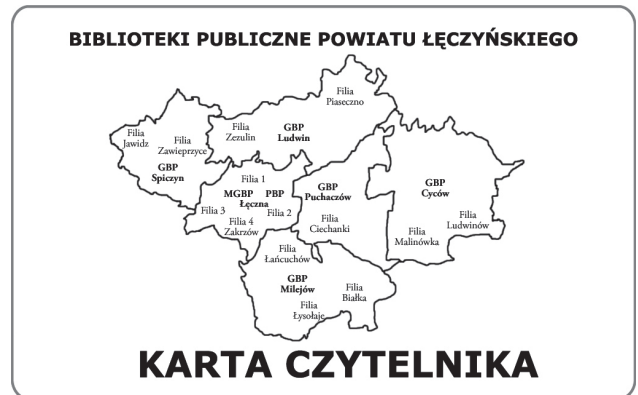 BIBLIOTEKI PUBLICZNE POWIATU ŁĘCZYŃSKIEGO
Filia
Piaseczno
Filia
Zezulin
GBP
Ludwin
Filia
Jawidz
Filia
Zawieprzyce
GBP
Spiczyn
Filia 1
MGBP PBP
Łęczna
Filia 3
Filia 2
Filia 4
Zakrzów
GBP
Puchaczów
Filia
Ciechanki
GBP
Cyców
Filia
Malinówka
Filia
Ludwinów
Filia
Łańcuchów
GBP
Milejów
Filia
Białka
Filia
Łysołaje
KARTA CZYTELNIKA